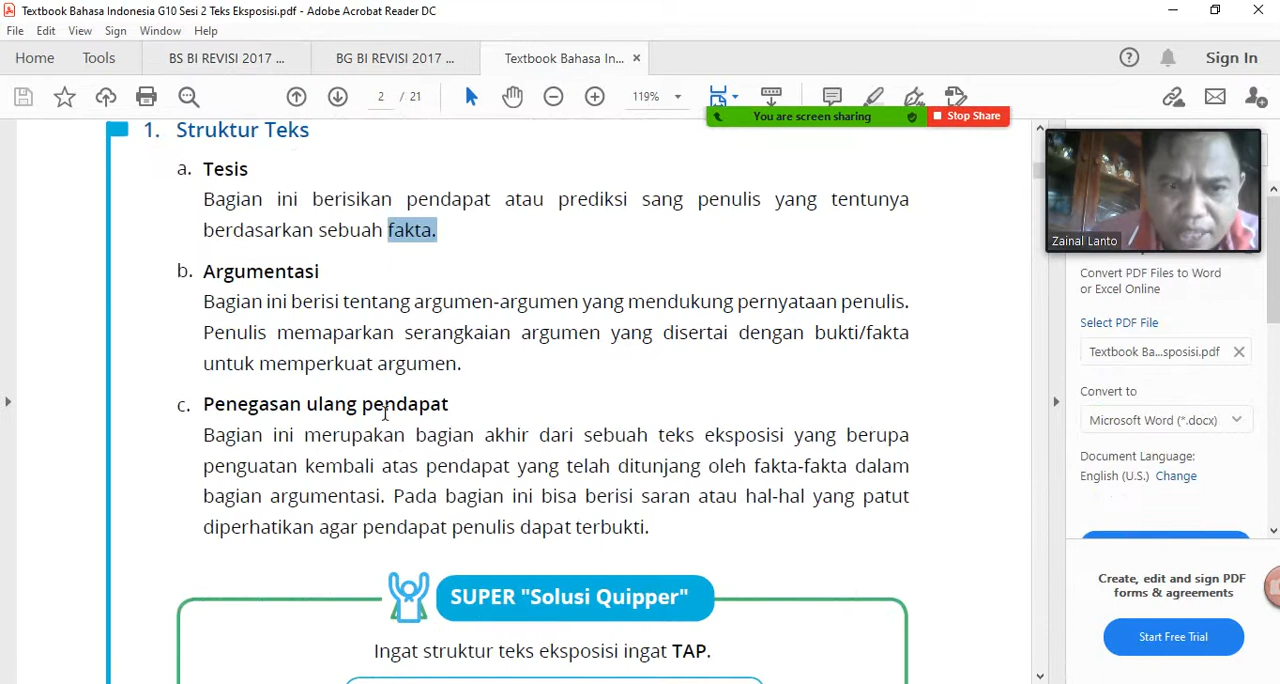 Textbook Bahasa Indonesia G10 Sesi 2 Teks Eksposisi.pdf - Adobe Acrobat Reader DC
File Edit View Sign Window Help
Home Tools BS BI REVISI 2017 ... BG BI REVISI 2017 ... Textbook Bahasa In... × Sign In
2 / 21 119%
You are screen sharing Stop Share
1. Struktur Teks
a. Tesis
Bagian ini berisikan pendapat atau prediksi sang penulis yang tentunya
berdasarkan sebuah fakta.
b. Argumentasi
Bagian ini berisi tentang argumen-argumen yang mendukung pernyataan penulis.
Penulis memaparkan serangkaian argumen yang disertai dengan bukti/fakta
untuk memperkuat argumen.
c. Penegasan ulang pendapat
Bagian ini merupakan bagian akhir dari sebuah teks eksposisi yang berupa
penguatan kembali atas pendapat yang telah ditunjang oleh fakta-fakta dalam
bagian argumentasi. Pada bagian ini bisa berisi saran atau hal-hal yang patut
diperhatikan agar pendapat penulis dapat terbukti.
SUPER "Solusi Quipper"
Ingat struktur teks eksposisi ingat TAP.
Zainal Lanto
Convert PDF Files to Word
or Excel Online
Select PDF File
Textbook Ba...sposisi.pdf
Convert to
Microsoft Word (*.docx)
Document Language:
English (U.S.) Change
Create, edit and sign PDF
forms & agreements
Start Free Trial